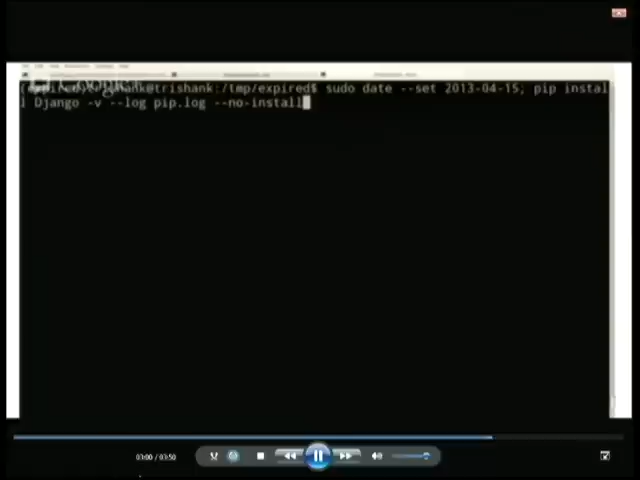 @trishank:/tmp/expired$ sudo date --set 2013-04-15; pip instal
l Django -v --log pip.log --no-install
03:00 / 03:50